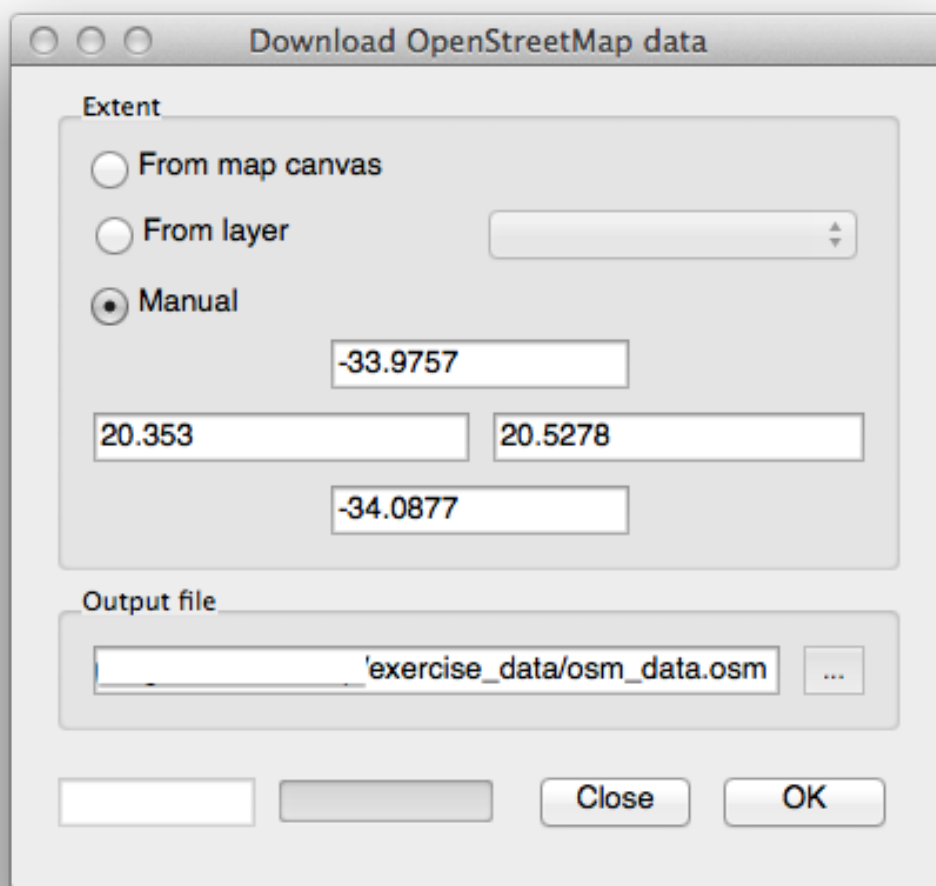 Download OpenStreetMap data
Extent
From map canvas
From layer
Manual
-33.9757
20.353 20.5278
-34.0877
Output file
/exercise_data/osm_data.osm ...
Close OK